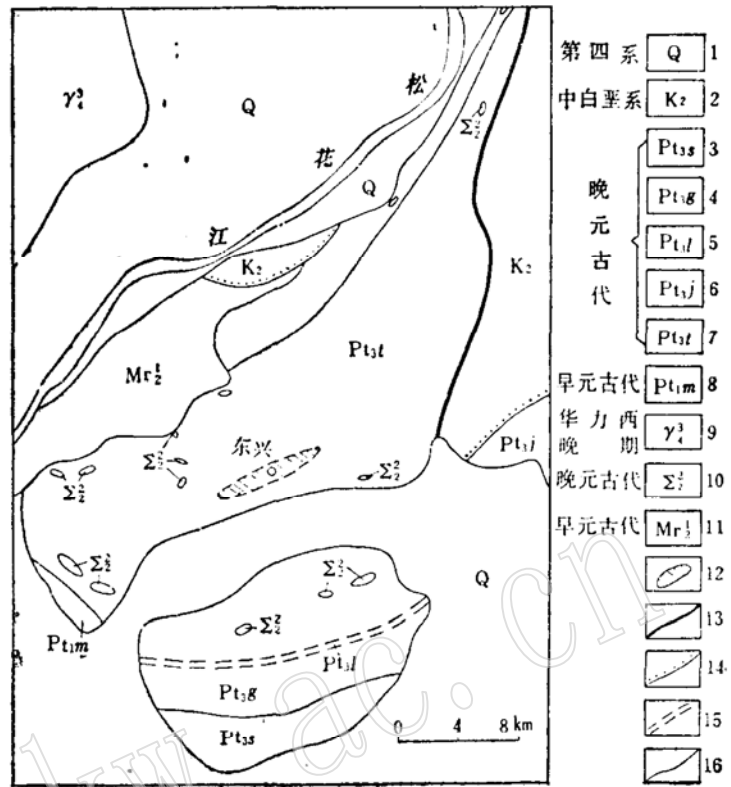 γ₄³
Q
松
花
江
Σ₂²
Q
K₂
K₂
Mr₂¹
Pt₃l
Pt₃j
Σ₂²
东兴
Σ₂²
Σ₂²
Σ₂²
Pt₁m
Σ₂²
Σ₂²
Q
Pt₃l
Pt₃g
Pt₃s
0 4 8 km
第四系 Q 1
中白垩系 K₂ 2
晚元古代
Pt₃s 3
Pt₃g 4
Pt₃l 5
Pt₃j 6
Pt₃t 7
早元古代 Pt₁m 8
华力西晚期 γ₄³ 9
晚元古代 Σ₂² 10
早元古代 Mr₂¹ 11
12
13
14
15
16